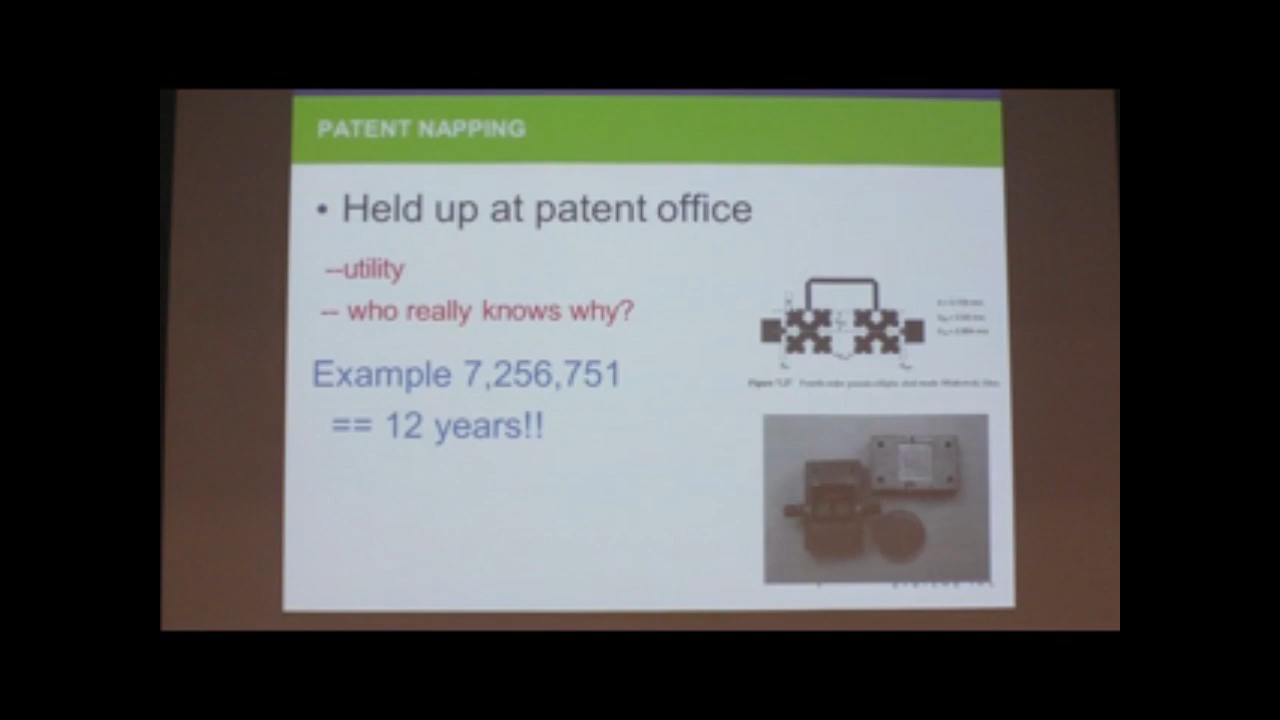 PATENT NAPPING
• Held up at patent office
--utility
-- who really knows why?
Example 7,256,751
== 12 years!!